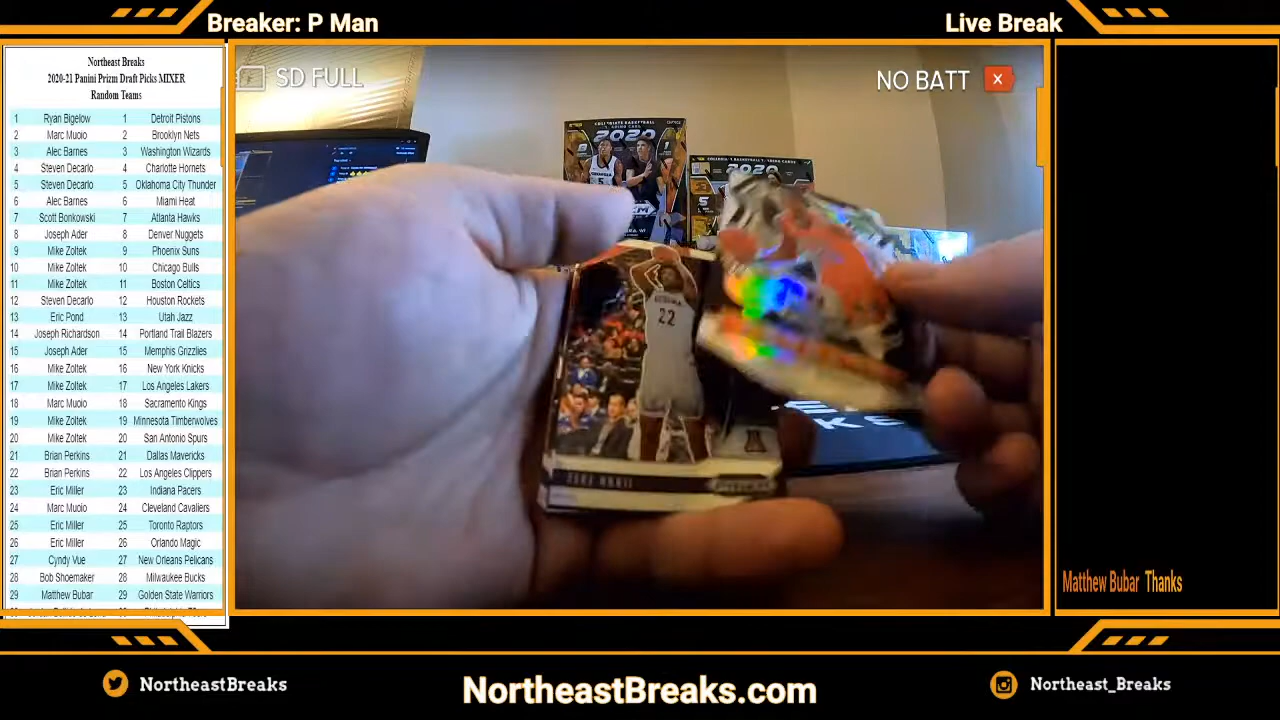 Breaker: P Man
Live Break
Northeast Breaks
2020-21 Panini Prizm Draft Picks MIXER
Random Teams
1 Ryan Bigelow 1 Detroit Pistons
2 Marc Muoio 2 Brooklyn Nets
3 Alec Barnes 3 Washington Wizards
4 Steven Decarlo 4 Charlotte Hornets
5 Steven Decarlo 5 Oklahoma City Thunder
6 Alec Barnes 6 Miami Heat
7 Scott Bonkowski 7 Atlanta Hawks
8 Joseph Ader 8 Denver Nuggets
9 Mike Zoltek 9 Phoenix Suns
10 Mike Zoltek 10 Chicago Bulls
11 Mike Zoltek 11 Boston Celtics
12 Steven Decarlo 12 Houston Rockets
13 Eric Pond 13 Utah Jazz
14 Joseph Richardson 14 Portland Trail Blazers
15 Joseph Ader 15 Memphis Grizzlies
16 Mike Zoltek 16 New York Knicks
17 Mike Zoltek 17 Los Angeles Lakers
18 Marc Muoio 18 Sacramento Kings
19 Mike Zoltek 19 Minnesota Timberwolves
20 Mike Zoltek 20 San Antonio Spurs
21 Brian Perkins 21 Dallas Mavericks
22 Brian Perkins 22 Los Angeles Clippers
23 Eric Miller 23 Indiana Pacers
24 Marc Muoio 24 Cleveland Cavaliers
25 Eric Miller 25 Toronto Raptors
26 Eric Miller 26 Orlando Magic
27 Cyndy Vue 27 New Orleans Pelicans
28 Bob Shoemaker 28 Milwaukee Bucks
29 Matthew Bubar 29 Golden State Warriors
SD FULL
NO BATT
2020
2020
22
Matthew Bubar Thanks
NortheastBreaks
NortheastBreaks.com
Northeast_Breaks